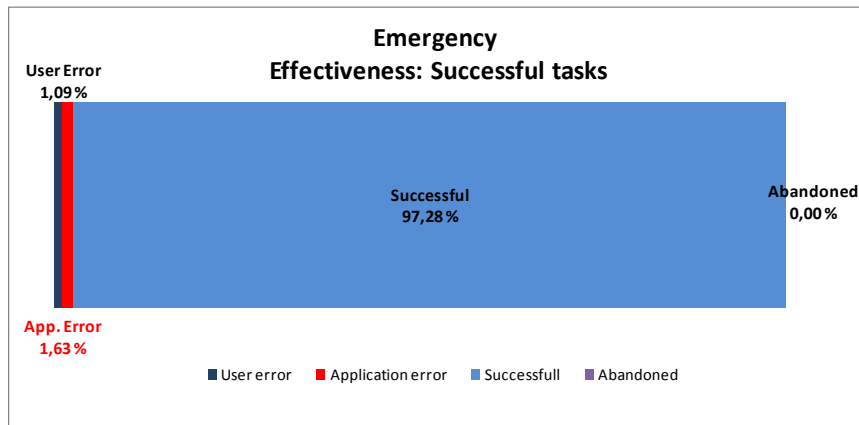 Emergency
Effectiveness: Successful tasks
User Error
1,09%
Successful
97,28%
Abandoned
0,00%
App. Error
1,63%
User error Application error Successfull Abandoned